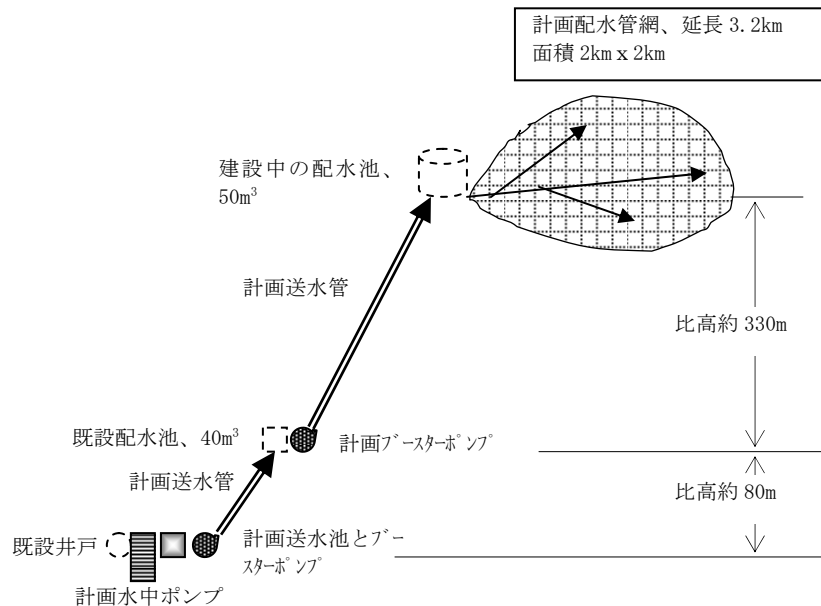 計画配水管網、延長 3.2km
面積 2km x 2km
建設中の配水池、
50m³
計画送水管
比高約 330m
既設配水池、40m³
計画ﾌﾞｰｽﾀｰﾎﾟﾝﾌﾟ
計画送水管
比高約 80m
既設井戸
計画送水池とﾌﾞｰ
ｽﾀｰﾎﾟﾝﾌﾟ
計画水中ポンプ